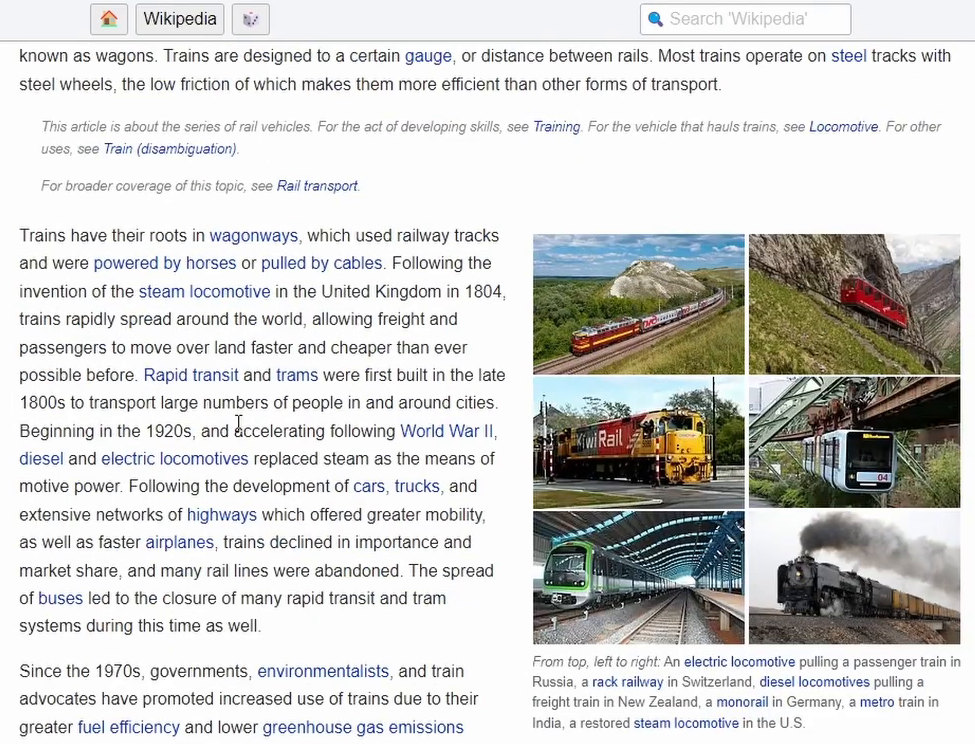 Wikipedia
Search 'Wikipedia'
known as wagons. Trains are designed to a certain gauge, or distance between rails. Most trains operate on steel tracks with
steel wheels, the low friction of which makes them more efficient than other forms of transport.
This article is about the series of rail vehicles. For the act of developing skills, see Training. For the vehicle that hauls trains, see Locomotive. For other
uses, see Train (disambiguation).
For broader coverage of this topic, see Rail transport.
Trains have their roots in wagonways, which used railway tracks
and were powered by horses or pulled by cables. Following the
invention of the steam locomotive in the United Kingdom in 1804,
trains rapidly spread around the world, allowing freight and
passengers to move over land faster and cheaper than ever
possible before. Rapid transit and trams were first built in the late
1800s to transport large numbers of people in and around cities.
Beginning in the 1920s, and accelerating following World War II,
diesel and electric locomotives replaced steam as the means of
motive power. Following the development of cars, trucks, and
extensive networks of highways which offered greater mobility,
as well as faster airplanes, trains declined in importance and
market share, and many rail lines were abandoned. The spread
of buses led to the closure of many rapid transit and tram
systems during this time as well.
Since the 1970s, governments, environmentalists, and train
advocates have promoted increased use of trains due to their
greater fuel efficiency and lower greenhouse gas emissions
KiwiRail
04
From top, left to right: An electric locomotive pulling a passenger train in
Russia, a rack railway in Switzerland, diesel locomotives pulling a
freight train in New Zealand, a monorail in Germany, a metro train in
India, a restored steam locomotive in the U.S.